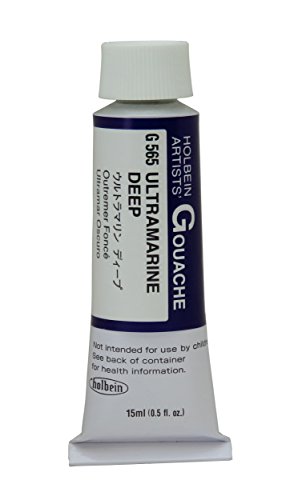 HOLBEIN
ARTISTS'
GOUACHE
G 565 ULTRAMARINE
DEEP
ウルトラマリン ディープ
Outremer Foncé
Ultramar Oscuro
Not intended for use by children
See back of container
for health information.
holbein
15ml (0.5 fl. oz.)